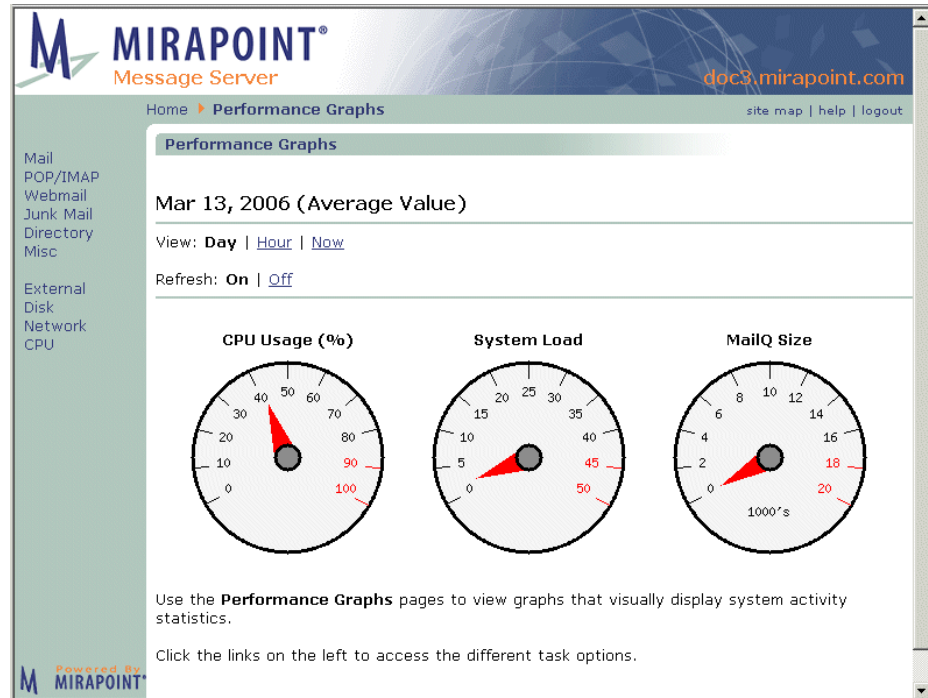 MIRAPOINT®
Message Server
doc3.mirapoint.com
Home Performance Graphs
site map | help | logout
Mail
POP/IMAP
Webmail
Junk Mail
Directory
Misc
External
Disk
Network
CPU
Performance Graphs
Mar 13, 2006 (Average Value)
View: Day | Hour | Now
Refresh: On | Off
CPU Usage (%)
0 10 20 30 40 50 60 70 80 90 100
System Load
0 5 10 15 20 25 30 35 40 45 50
MailQ Size
0 2 4 6 8 10 12 14 16 18 20
1000's
Use the Performance Graphs pages to view graphs that visually display system activity
statistics.
Click the links on the left to access the different task options.
Powered By
MIRAPOINT